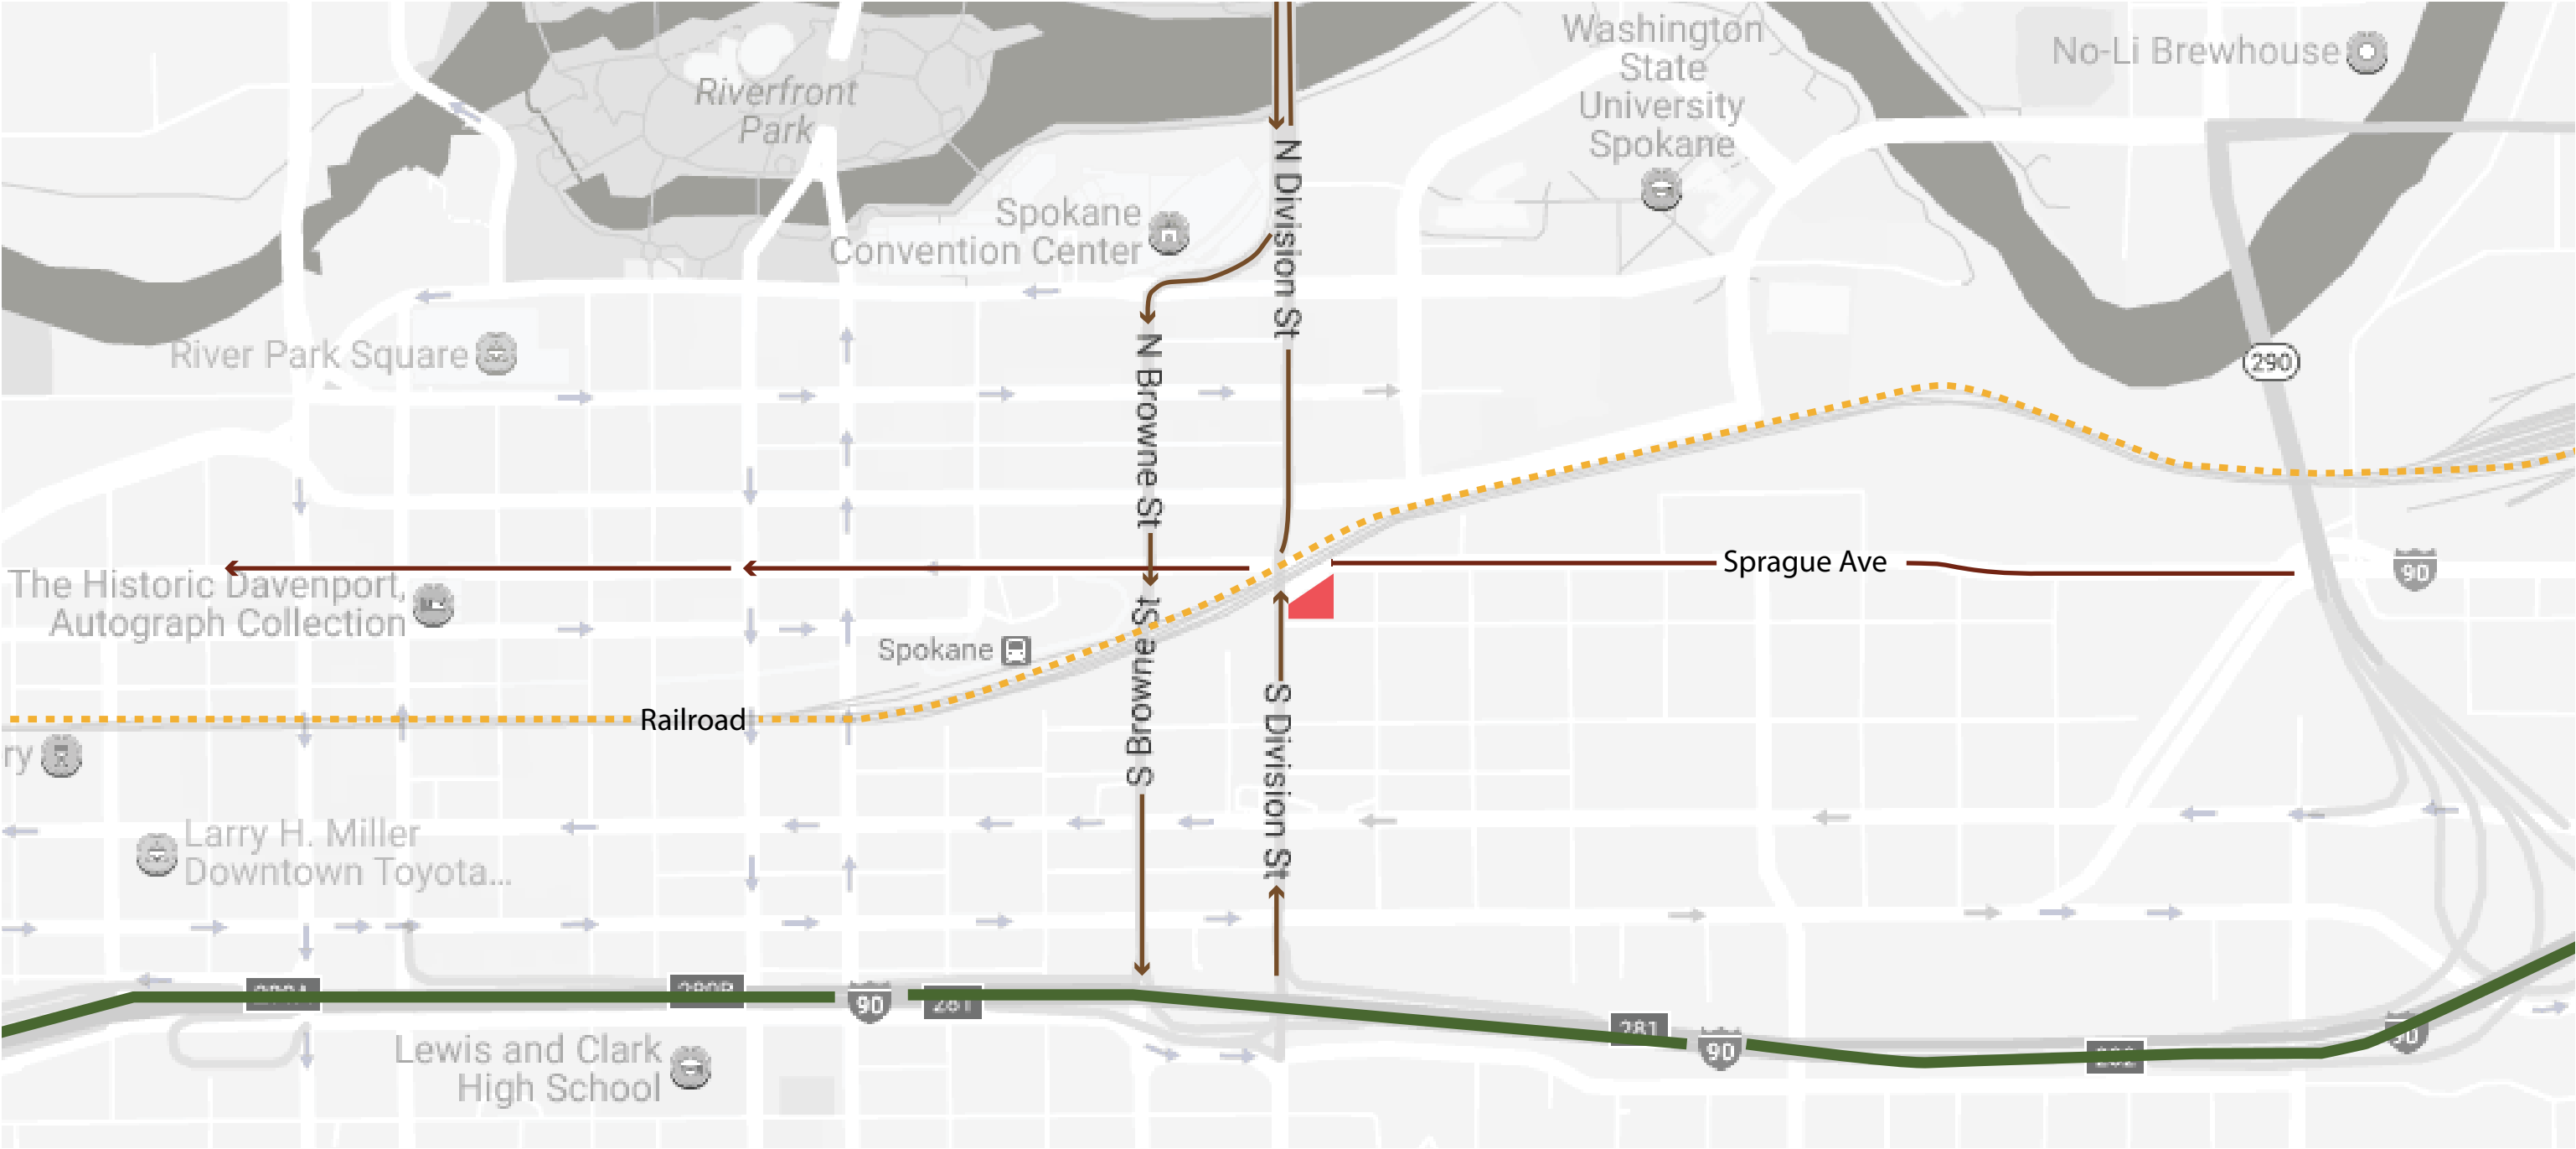 Washington
State
University
Spokane
No-Li Brewhouse
Riverfront
Park
N Division St
Spokane
Convention Center
River Park Square
290
N Browne St
Sprague Ave
90
The Historic Davenport,
Autograph Collection
Spokane
S Browne St
Railroad
S Division St
ry
Larry H. Miller
Downtown Toyota...
90
281
281
90
90
Lewis and Clark
High School